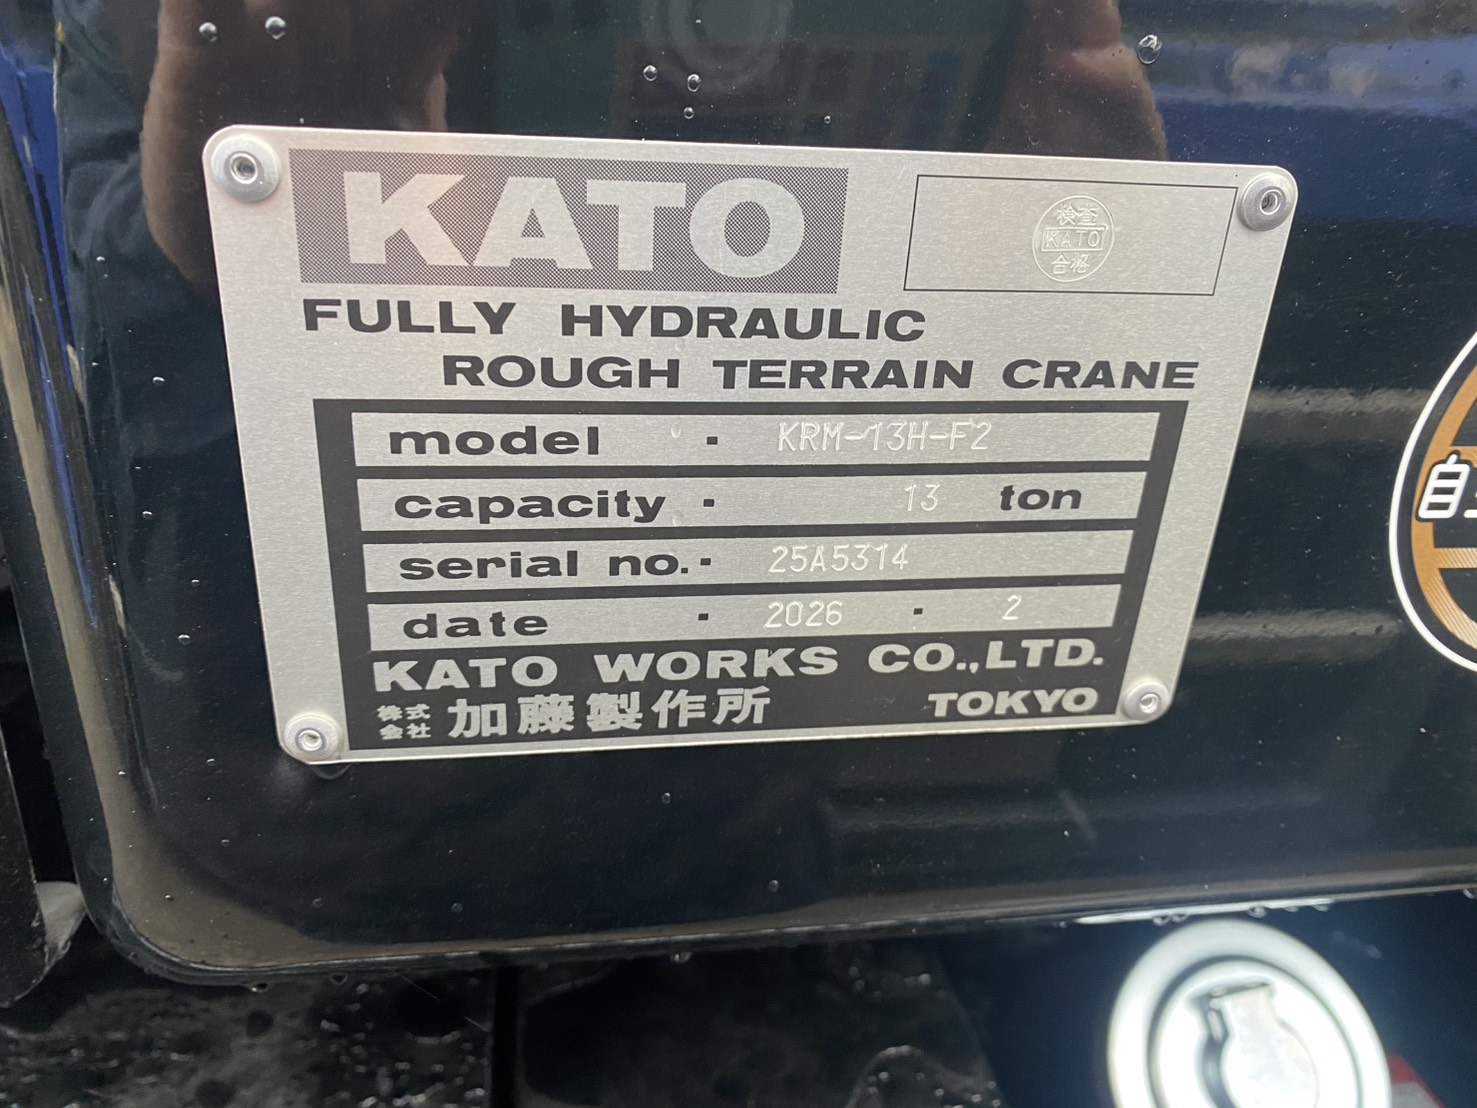 KATO
検査
KATO
合格
FULLY HYDRAULIC
ROUGH TERRAIN CRANE
model · KRM-13H-F2
capacity · 13 ton
serial no. · 25A5314
date · 2026 · 2
KATO WORKS CO.,LTD.
株式会社 加藤製作所 TOKYO
自